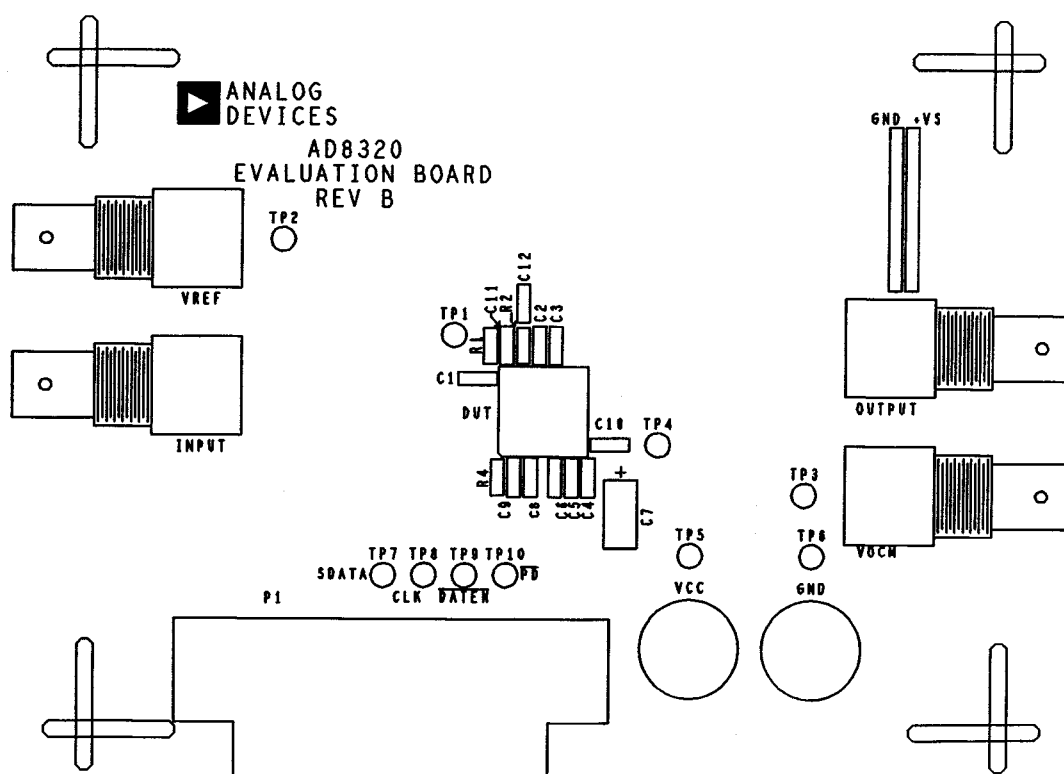 ANALOG
DEVICES
AD8320
EVALUATION BOARD
REV B
GND +VS
TP2
VREF
C12
C11
R2
C2
C3
TP1
R1
C1
DUT
INPUT
OUTPUT
C10
TP4
+
R4
C9
C8
C6
C5
C4
C7
TP3
VOCM
TP5
TP6
TP7 TP8 TP9 TP10
SDATA
PD
CLK
DATEN
VCC
GND
P1